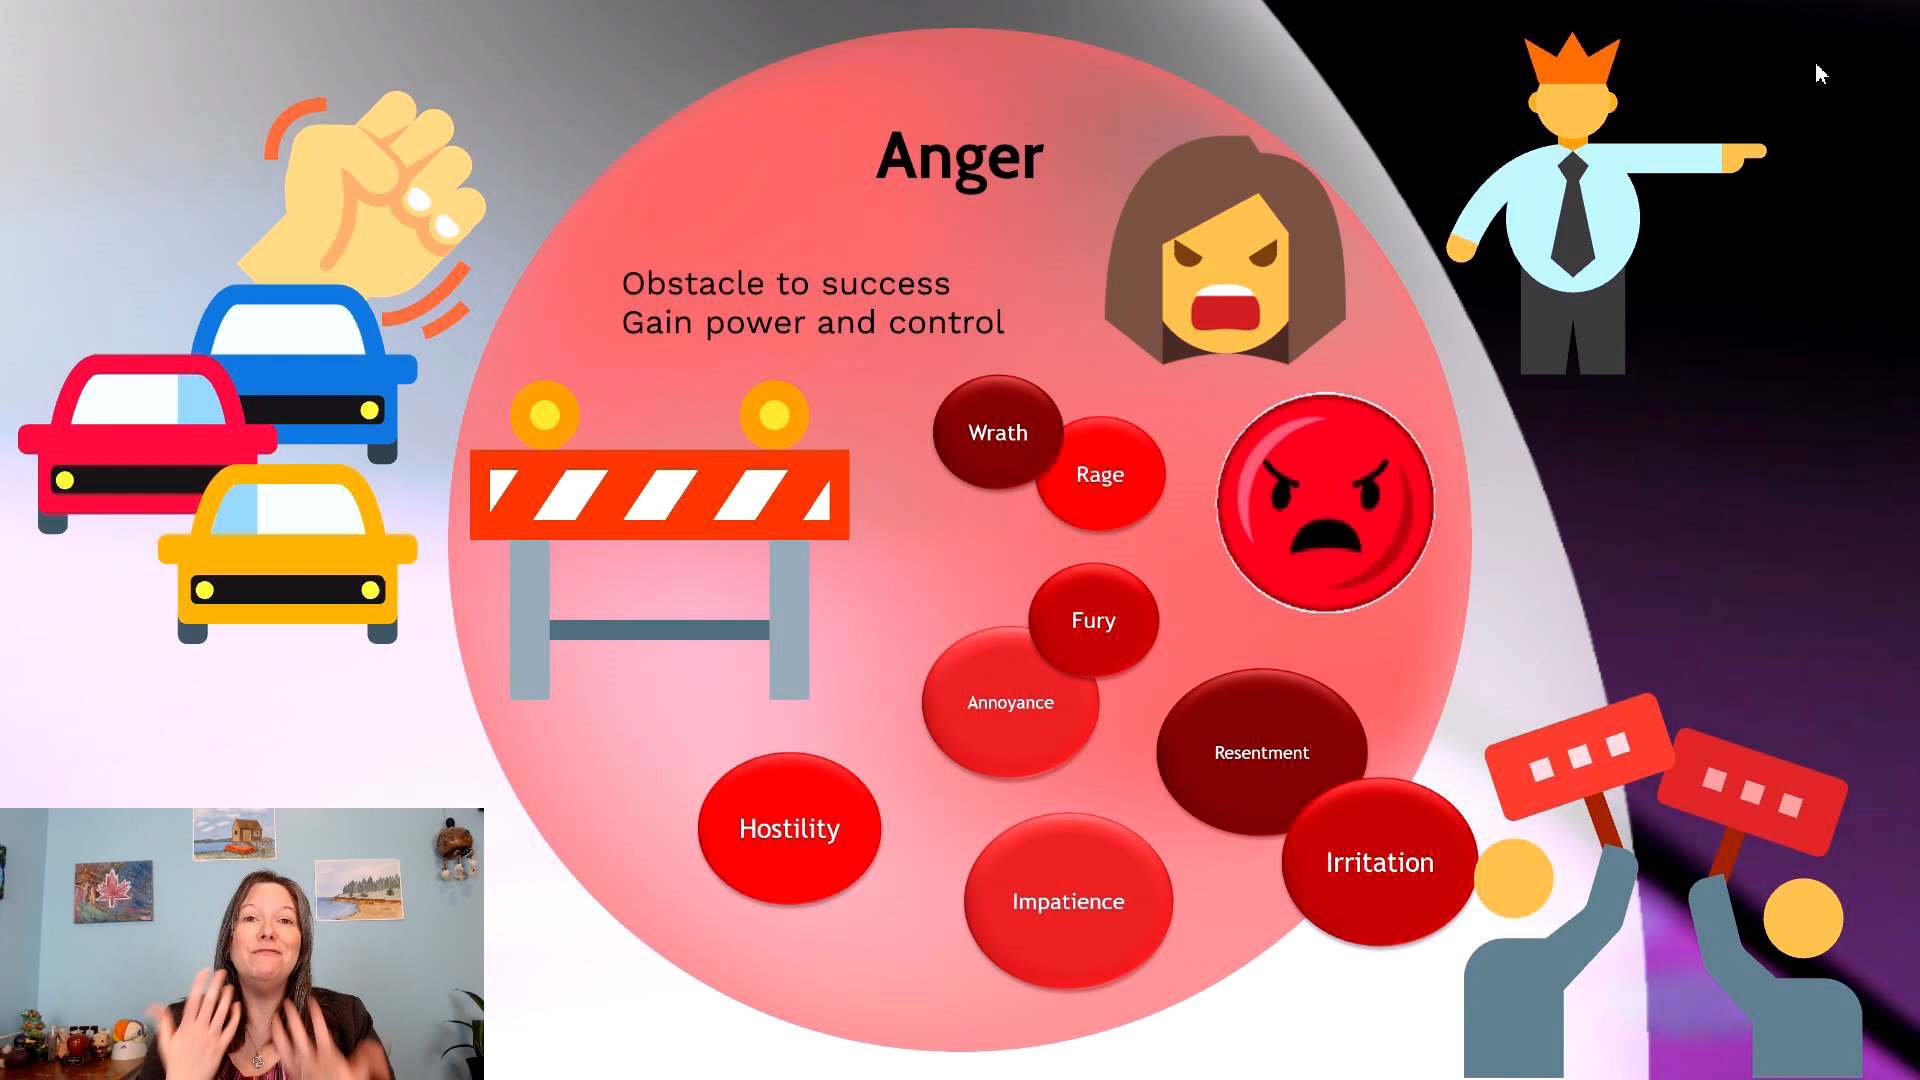 Anger
Obstacle to success
Gain power and control
Wrath
Rage
Fury
Annoyance
Resentment
Hostility
Irritation
Impatience